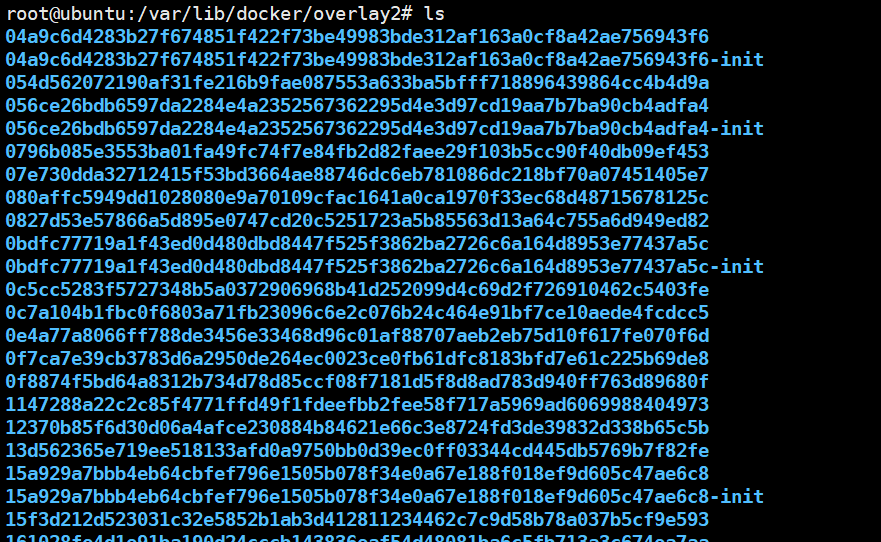 root@ubuntu:/var/lib/docker/overlay2# ls
04a9c6d4283b27f674851f422f73be49983bde312af163a0cf8a42ae756943f6
04a9c6d4283b27f674851f422f73be49983bde312af163a0cf8a42ae756943f6-init
054d562072190af31fe216b9fae087553a633ba5bfff718896439864cc4b4d9a
056ce26bdb6597da2284e4a2352567362295d4e3d97cd19aa7b7ba90cb4adfa4
056ce26bdb6597da2284e4a2352567362295d4e3d97cd19aa7b7ba90cb4adfa4-init
0796b085e3553ba01fa49fc74f7e84fb2d82faee29f103b5cc90f40db09ef453
07e730dda32712415f53bd3664ae88746dc6eb781086dc218bf70a07451405e7
080affc5949dd1028080e9a70109cfac1641a0ca1970f33ec68d48715678125c
0827d53e57866a5d895e0747cd20c5251723a5b85563d13a64c755a6d949ed82
0bdfc77719a1f43ed0d480dbd8447f525f3862ba2726c6a164d8953e77437a5c
0bdfc77719a1f43ed0d480dbd8447f525f3862ba2726c6a164d8953e77437a5c-init
0c5cc5283f5727348b5a0372906968b41d252099d4c69d2f726910462c5403fe
0c7a104b1fbc0f6803a71fb23096c6e2c076b24c464e91bf7ce10aede4fcdcc5
0e4a77a8066ff788de3456e33468d96c01af88707aeb2eb75d10f617fe070f6d
0f7ca7e39cb3783d6a2950de264ec0023ce0fb61dfc8183bfd7e61c225b69de8
0f8874f5bd64a8312b734d78d85ccf08f7181d5f8d8ad783d940ff763d89680f
1147288a22c2c85f4771ffd49f1fdeefbb2fee58f717a5969ad6069988404973
12370b85f6d30d06a4afce230884b84621e66c3e8724fd3de39832d338b65c5b
13d562365e719ee518133afd0a9750bb0d39ec0ff03344cd445db5769b7f82fe
15a929a7bbb4eb64cbfef796e1505b078f34e0a67e188f018ef9d605c47ae6c8
15a929a7bbb4eb64cbfef796e1505b078f34e0a67e188f018ef9d605c47ae6c8-init
15f3d212d523031c32e5852b1ab3d412811234462c7c9d58b78a037b5cf9e593